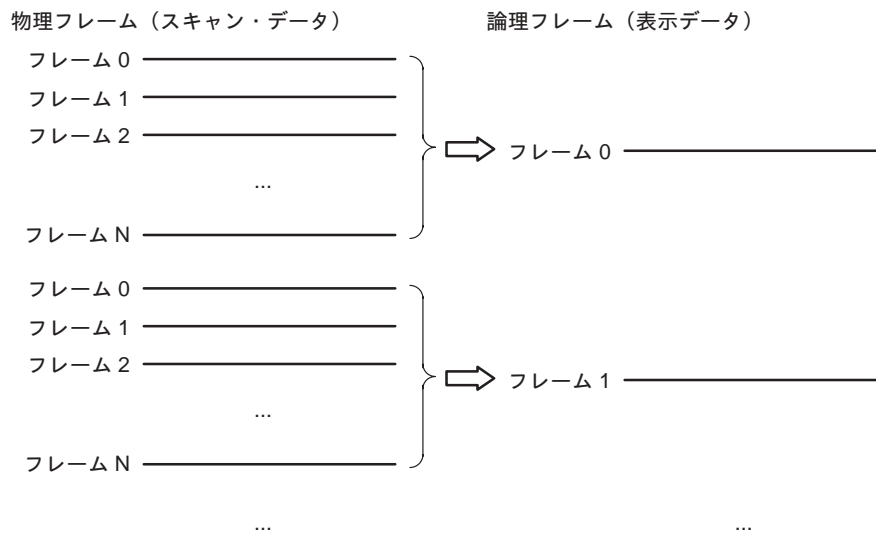 物理フレーム（スキャン・データ）
フレーム 0
フレーム 1
フレーム 2
...
フレーム N
フレーム 0
フレーム 1
フレーム 2
...
フレーム N
...
論理フレーム（表示データ）
フレーム 0
フレーム 1
...